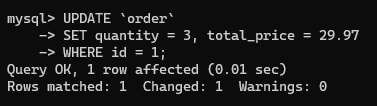 mysql> UPDATE `order`
    -> SET quantity = 3, total_price = 29.97
    -> WHERE id = 1;
Query OK, 1 row affected (0.01 sec)
Rows matched: 1  Changed: 1  Warnings: 0